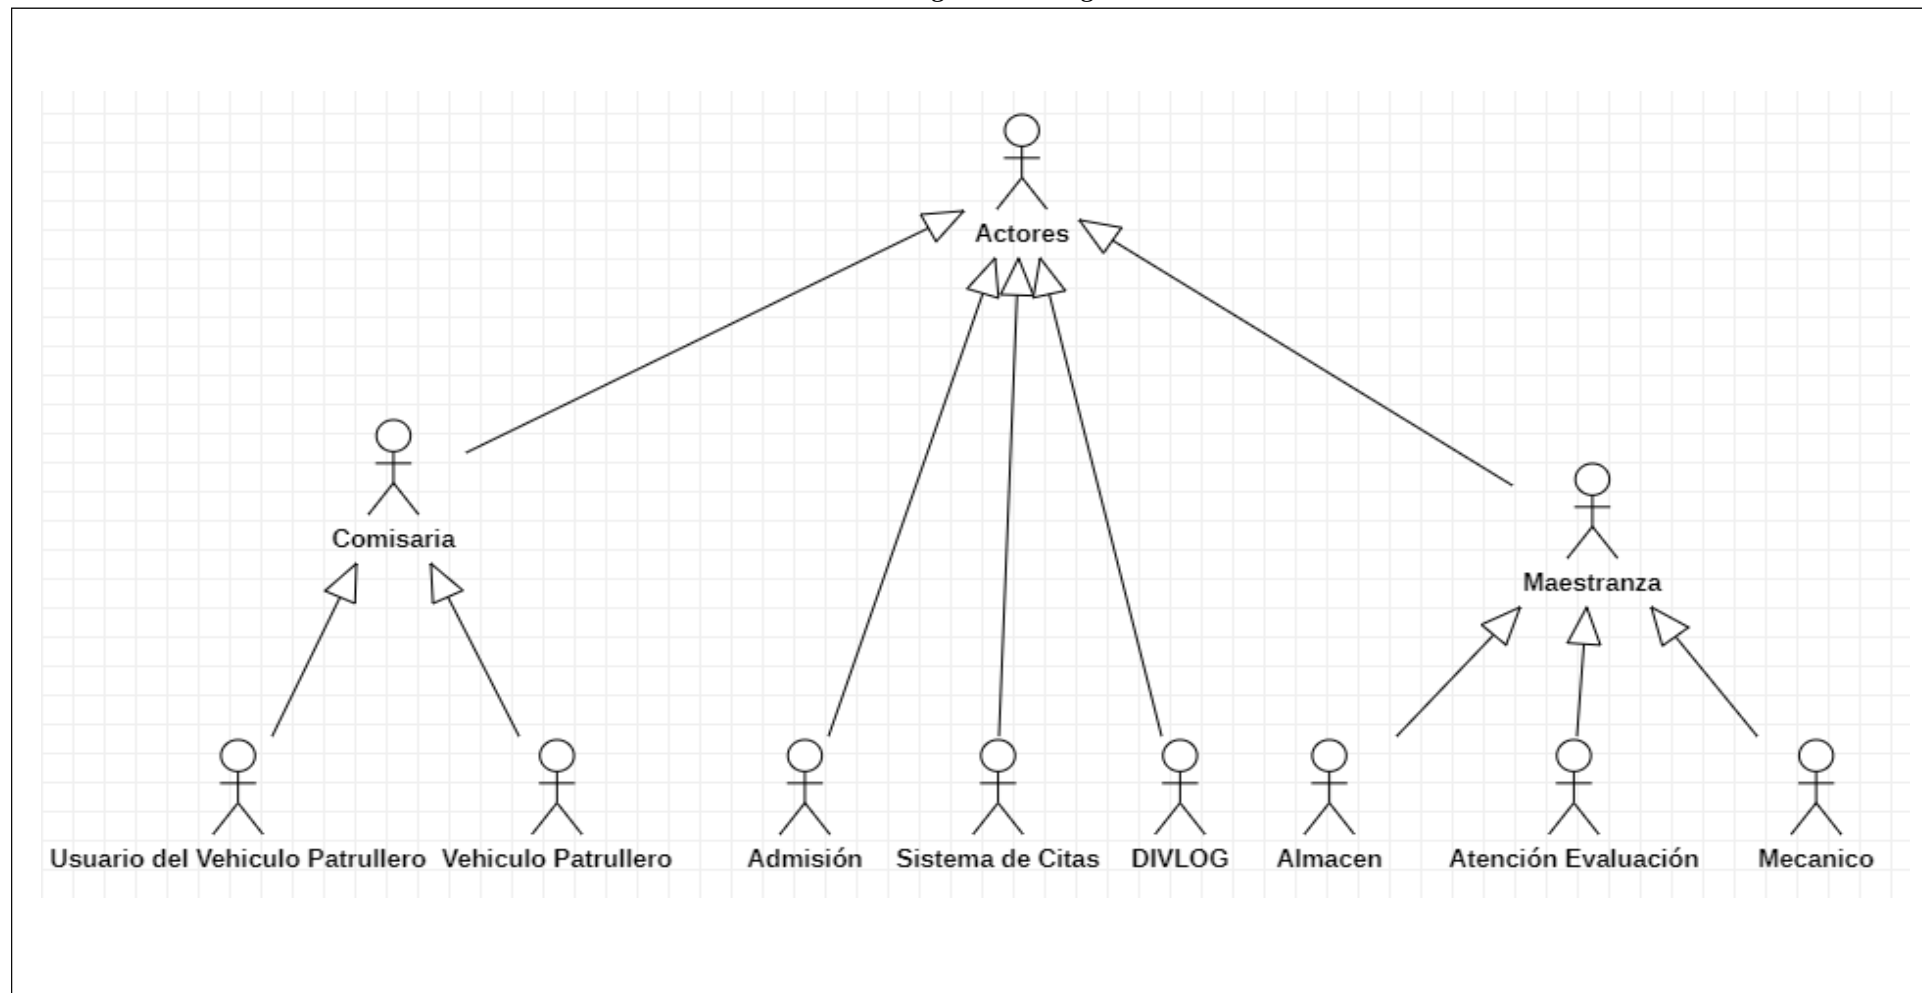 Actores
Comisaria
Maestranza
Usuario del Vehiculo Patrullero Vehiculo Patrullero Admisión Sistema de Citas DIVLOG Almacen Atención Evaluación Mecanico